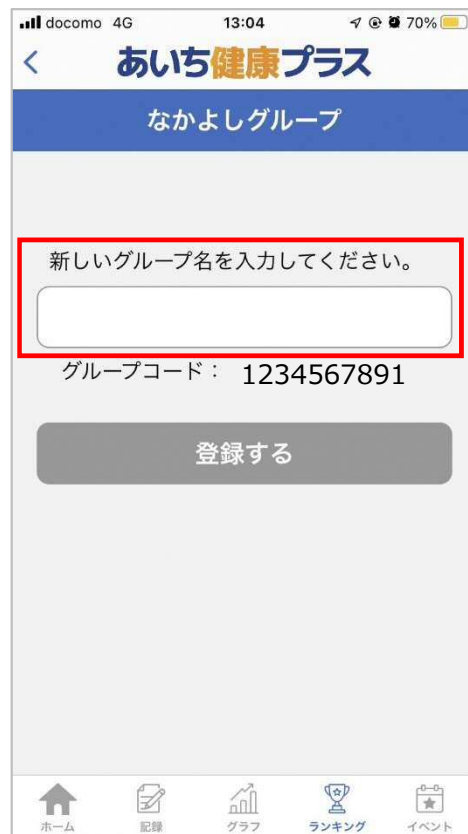 docomo 4G 13:04 70%
あいち健康プラス
なかよしグループ
新しいグループ名を入力してください。
グループコード： 1234567891
登録する
ホーム 記録 グラフ ランキング イベント